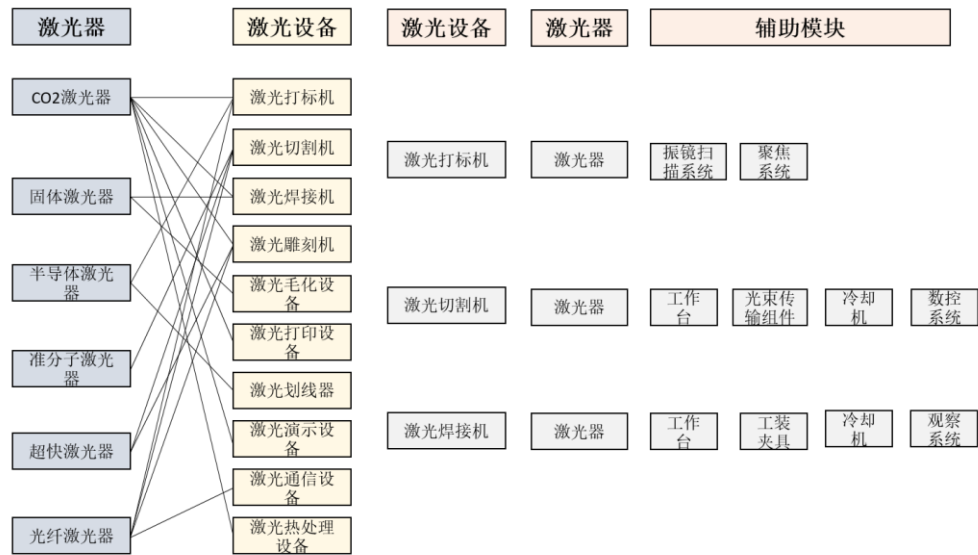 激光器
激光设备
激光设备
激光器
辅助模块
CO2激光器
固体激光器
半导体激光
器
准分子激光
器
超快激光器
光纤激光器
激光打标机
激光切割机
激光焊接机
激光雕刻机
激光毛化设
备
激光打印设
备
激光划线器
激光演示设
备
激光通信设
备
激光热处理
设备
激光打标机
激光器
振镜扫
描系统
聚焦
系统
激光切割机
激光器
工作
台
光束传
输组件
冷却
机
数控
系统
激光焊接机
激光器
工作
台
工装
夹具
冷却
机
观察
系统